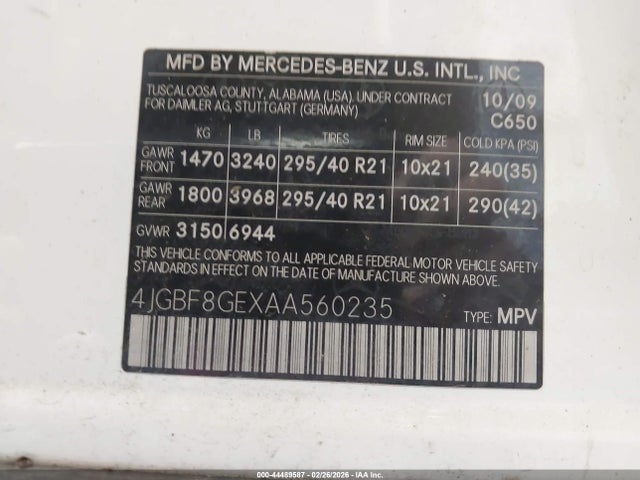 MFD BY MERCEDES-BENZ U.S. INTL., INC
TUSCALOOSA COUNTY, ALABAMA (USA). UNDER CONTRACT
FOR DAIMLER AG, STUTTGART (GERMANY)
10/09
C650
KG LB TIRES RIM SIZE COLD KPA (PSI)
GAWR FRONT 1470 3240 295/40 R21 10x21 240(35)
GAWR REAR 1800 3968 295/40 R21 10x21 290(42)
GVWR 3150 6944
THIS VEHICLE CONFORMS TO ALL APPLICABLE FEDERAL MOTOR VEHICLE SAFETY
STANDARDS IN EFFECT ON THE DATE OF MANUFACTURE SHOWN ABOVE.
4JGBF8GEXAA560235 TYPE: MPV
000-44489587 - 02/26/2026 - IAA Inc.